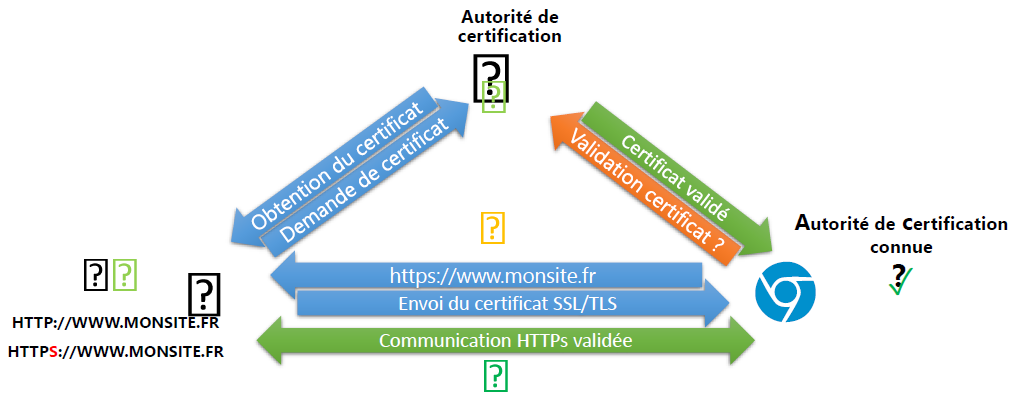 Autorité de
certification
Obtention du certificat
Demande de certificat
Certificat validé
Validation certificat ?
Autorité de Certification
connue
https://www.monsite.fr
Envoi du certificat SSL/TLS
HTTP://WWW.MONSITE.FR
HTTPS://WWW.MONSITE.FR
Communication HTTPs validée